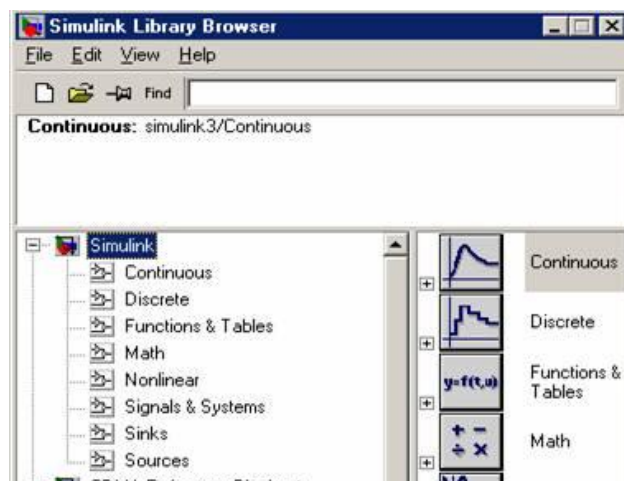 Simulink Library Browser
File Edit View Help
Find
Continuous: simulink3/Continuous
Simulink
Continuous
Discrete
Functions & Tables
Math
Nonlinear
Signals & Systems
Sinks
Sources
Continuous
Discrete
y=f(t,u)
Functions &
Tables
Math